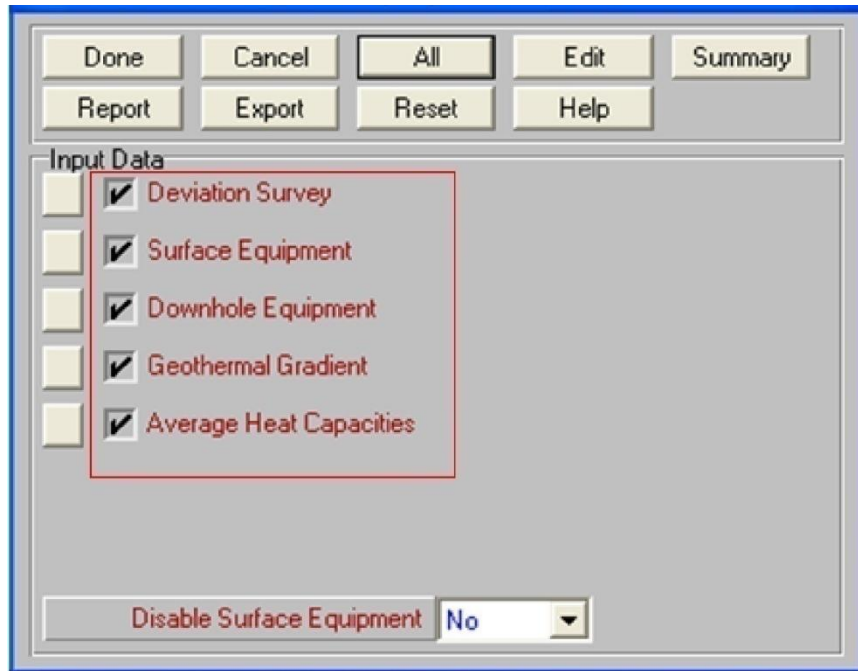 Done Cancel All Edit Summary
Report Export Reset Help
Input Data
Deviation Survey
Surface Equipment
Downhole Equipment
Geothermal Gradient
Average Heat Capacities
Disable Surface Equipment No